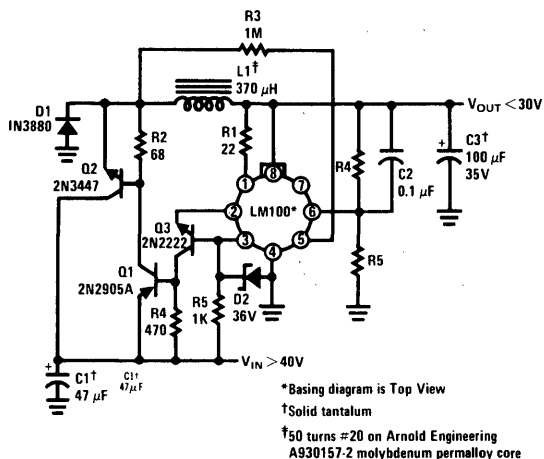 R3
1M
L1‡
370 µH
D1
IN3880
R2
68
R1
22
VOUT <30V
C3†
100 µF
35V
R4
C2
0.1 µF
Q2
2N3447
8
1
7
LM100*
2
6
Q3
2N2222
3
5
4
R5
Q1
2N2905A
R4
470
R5
1K
D2
36V
VIN >40V
+
C1†
47 µF
C1†
47µF
+
*Basing diagram is Top View
†Solid tantalum
‡50 turns #20 on Arnold Engineering
A930157-2 molybdenum permalloy core